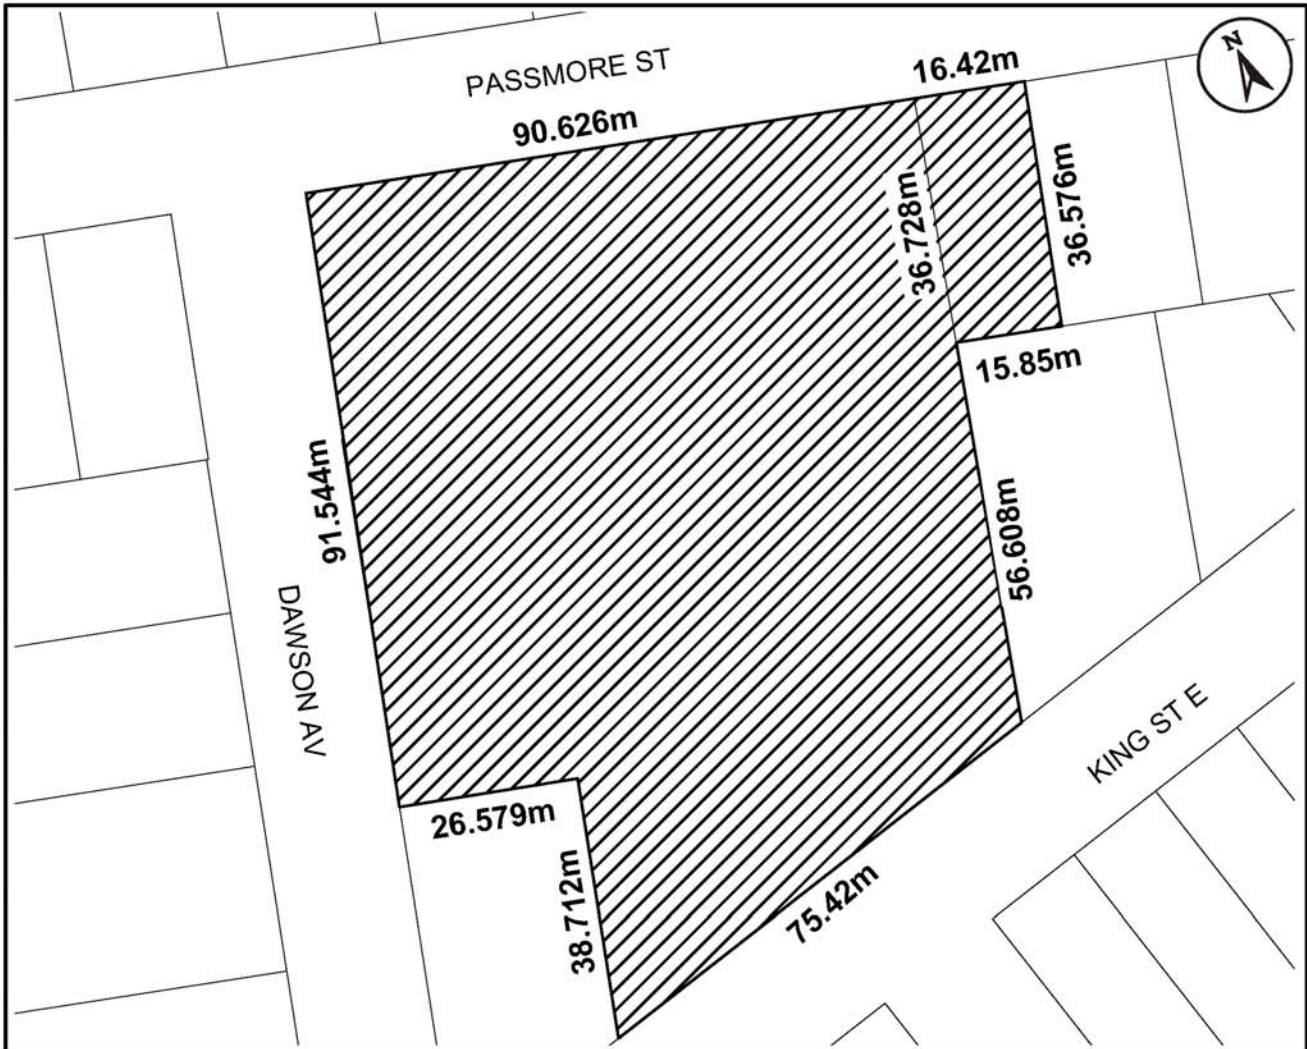 N
16.42m
PASSMORE ST
90.626m
36.576m
36.728m
15.85m
91.544m
56.608m
DAWSON AV
KING ST E
26.579m
38.712m
75.42m